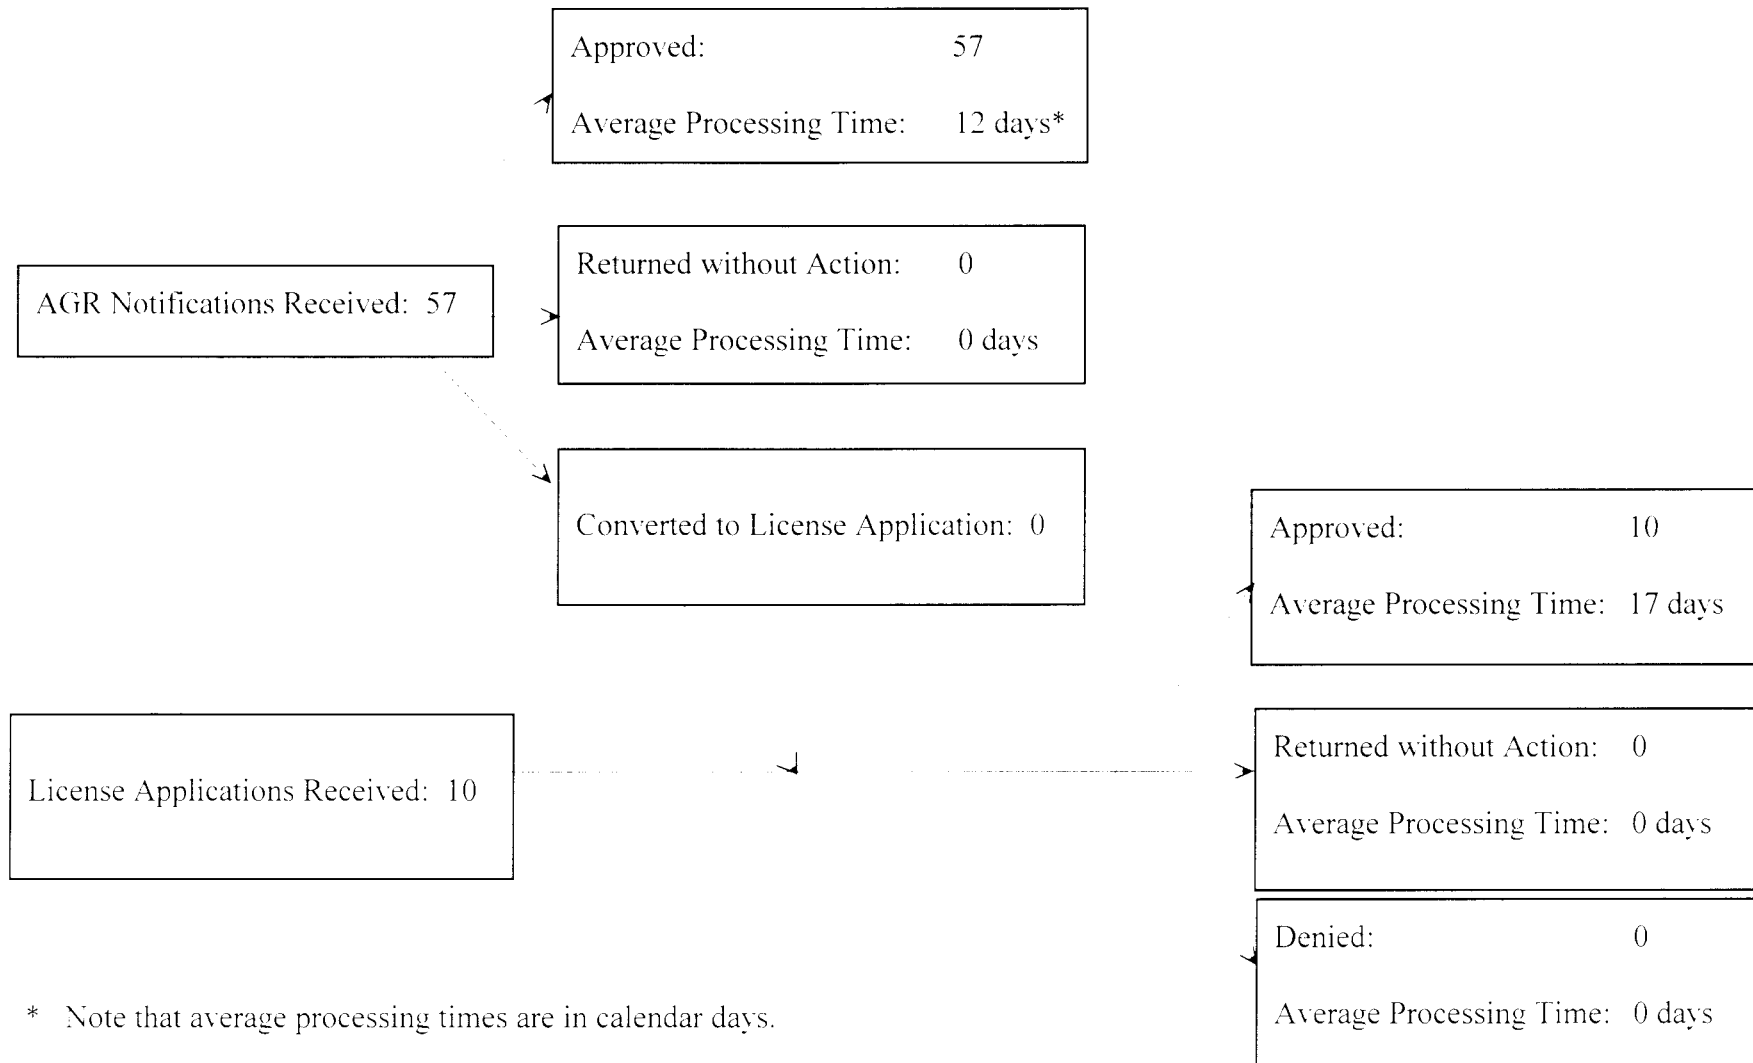 Approved: 57
Average Processing Time: 12 days*
Returned without Action: 0
Average Processing Time: 0 days
AGR Notifications Received: 57
Converted to License Application: 0
Approved: 10
Average Processing Time: 17 days
License Applications Received: 10
Returned without Action: 0
Average Processing Time: 0 days
Denied: 0
Average Processing Time: 0 days
* Note that average processing times are in calendar days.